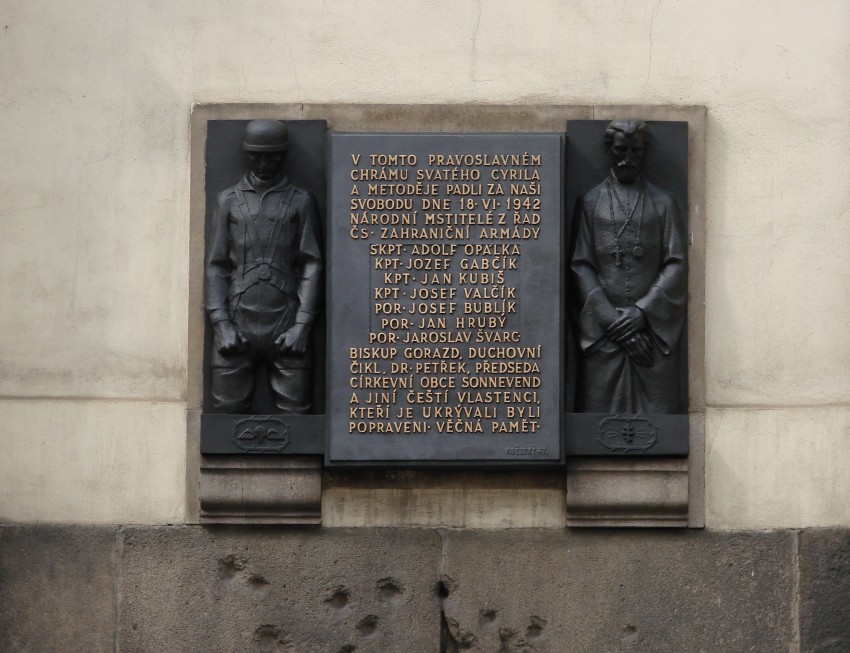 V TOMTO PRAVOSLAVNÉM
CHRÁMU SVATÉHO CYRILA
A METODĚJE PADLI ZA NAŠI
SVOBODU DNE 18·VI·1942
NÁRODNÍ MSTITELÉ Z ŘAD
ČS· ZAHRANIČNÍ ARMÁDY
SKPT· ADOLF OPÁLKA
KPT· JOZEF GABČÍK
KPT· JAN KUBIŠ
KPT· JOSEF VALČÍK
POR· JOSEF BUBLÍK
POR· JAN HRUBÝ
POR· JAROSLAV ŠVARC
BISKUP GORAZD, DUCHOVNÍ
ČIKL, DR· PETŘEK, PŘEDSEDA
CÍRKEVNÍ OBCE SONNEVEND
A JINÍ ČEŠTÍ VLASTENCI,
KTEŘÍ JE UKRÝVALI BYLI
POPRAVENI· VĚČNÁ PAMĚT·